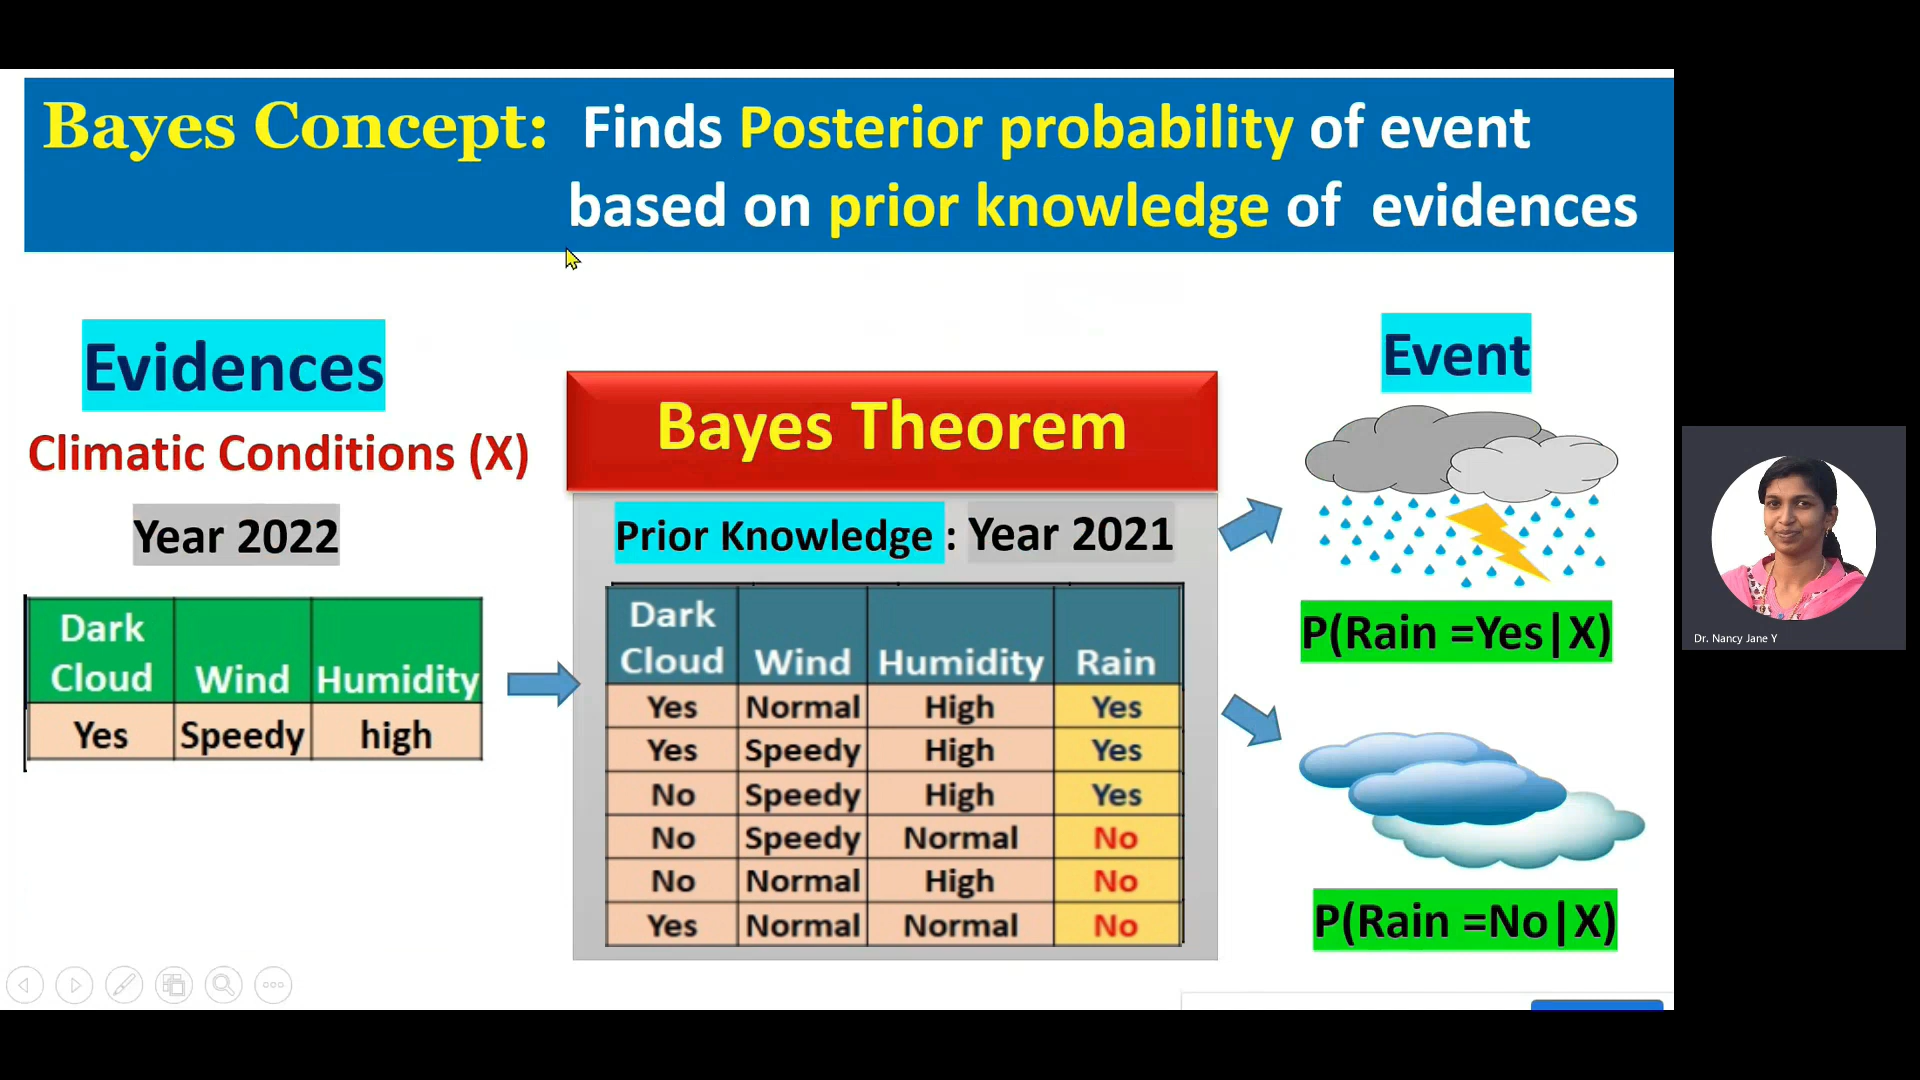 Bayes Concept: Finds Posterior probability of event
based on prior knowledge of evidences
Evidences
Climatic Conditions (X)
Year 2022
Dark Cloud Wind Humidity
Yes Speedy high
Bayes Theorem
Prior Knowledge : Year 2021
Dark Cloud Wind Humidity Rain
Yes Normal High Yes
Yes Speedy High Yes
No Speedy High Yes
No Speedy Normal No
No Normal High No
Yes Normal Normal No
Event
P(Rain =Yes|X)
P(Rain =No|X)
Dr. Nancy Jane Y